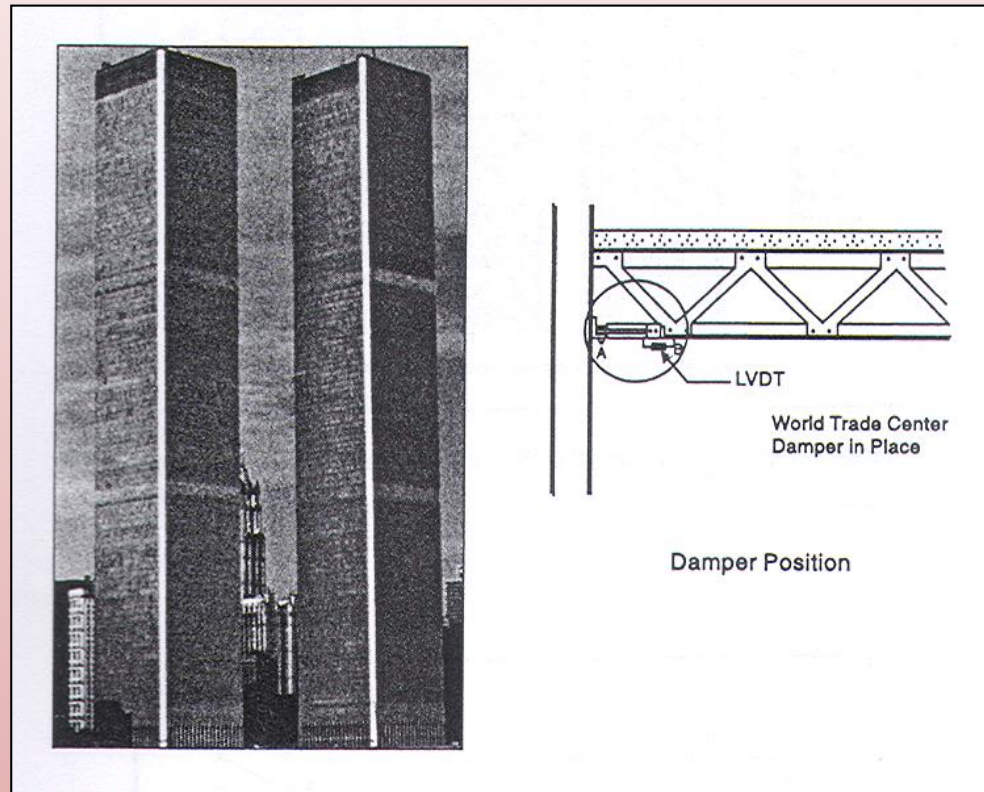 A
B
LVDT
World Trade Center
Damper in Place
Damper Position